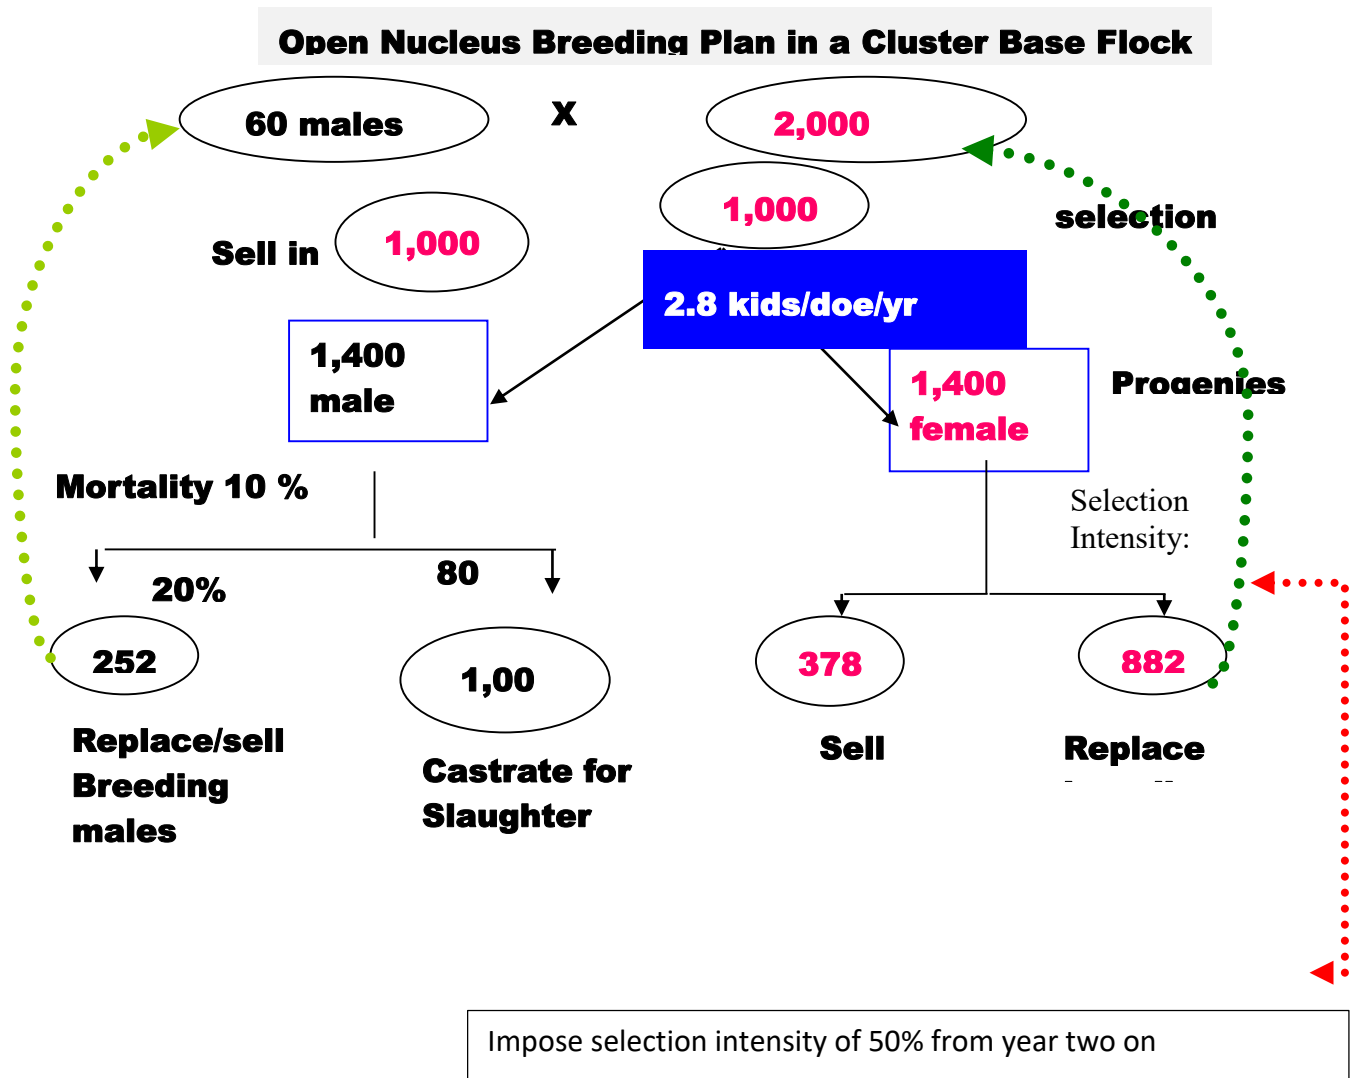 Open Nucleus Breeding Plan in a Cluster Base Flock
60 males
X
2,000
1,000
selection
Sell in
1,000
2.8 kids/doe/yr
1,400
male
1,400
female
Progenies
Mortality 10 %
Selection
Intensity:
20%
80
252
1,00
378
882
Replace/sell
Breeding
males
Castrate for
Slaughter
Sell
Replace
Impose selection intensity of 50% from year two on